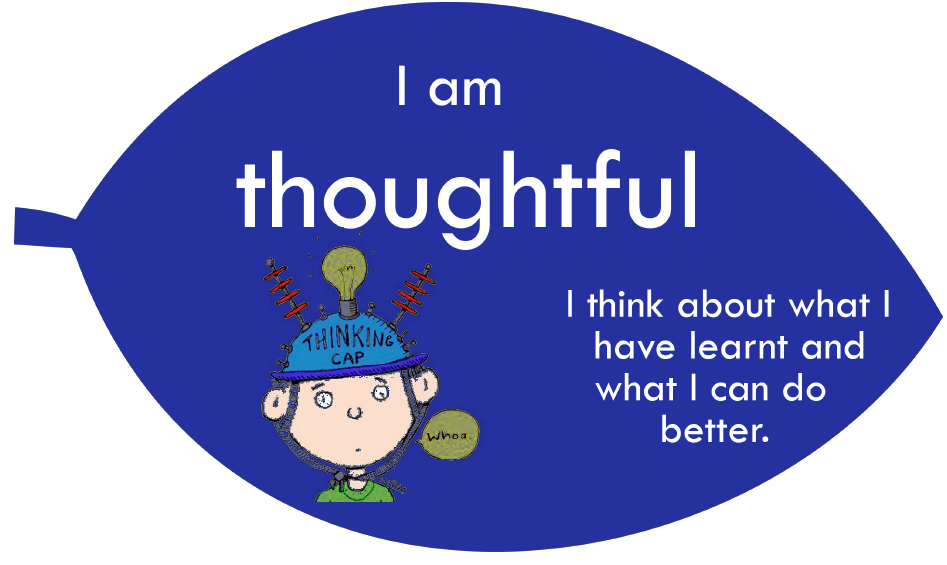 I am
thoughtful
THINKING
CAP
Whoa.
I think about what I
have learnt and
what I can do
better.